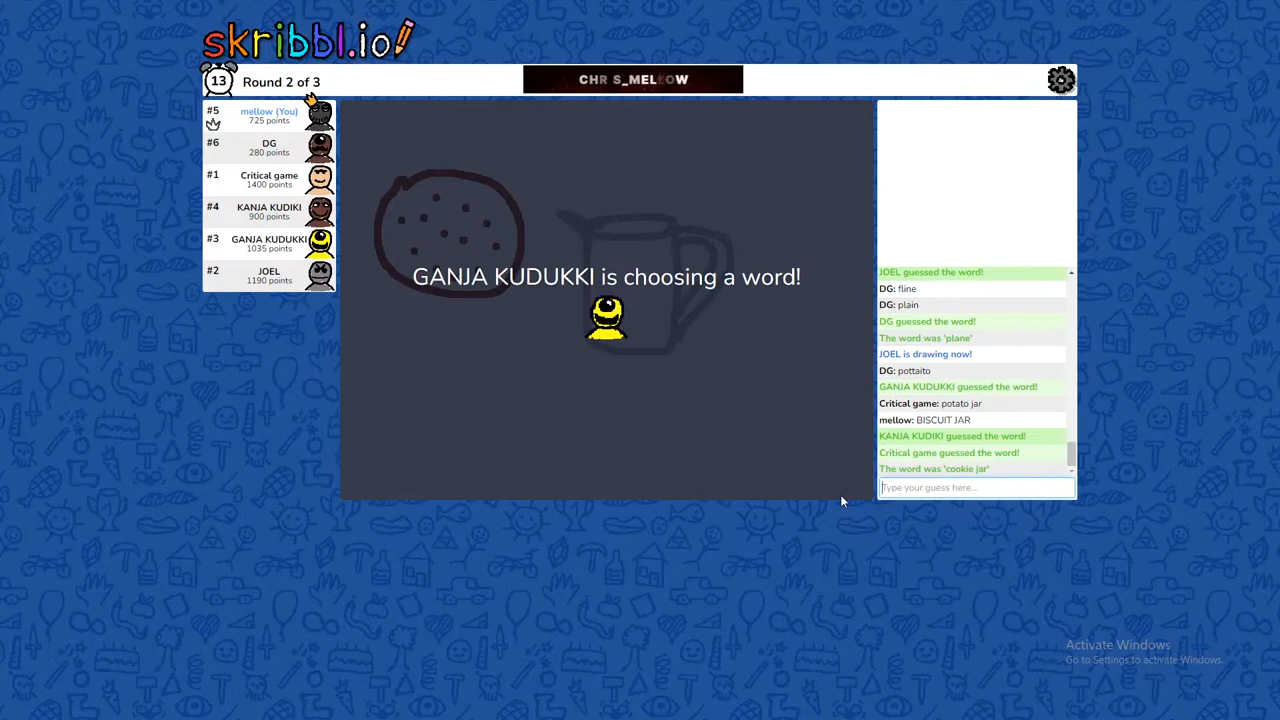 skribbl.io
13
Round 2 of 3
CHR S_MELLOW
#5
mellow (You)
725 points
#6
DG
280 points
#1
Critical game
1400 points
#4
KANJA KUDIKI
900 points
#3
GANJA KUDUKKI
1035 points
#2
JOEL
1190 points
GANJA KUDUKKI is choosing a word!
JOEL guessed the word!
DG: fline
DG: plain
DG guessed the word!
The word was 'plane'
JOEL is drawing now!
DG: pottaito
GANJA KUDUKKI guessed the word!
Critical game: potato jar
mellow: BISCUIT JAR
KANJA KUDIKI guessed the word!
Critical game guessed the word!
The word was 'cookie jar'
Type your guess here...
Activate Windows
Go to Settings to activate Windows.